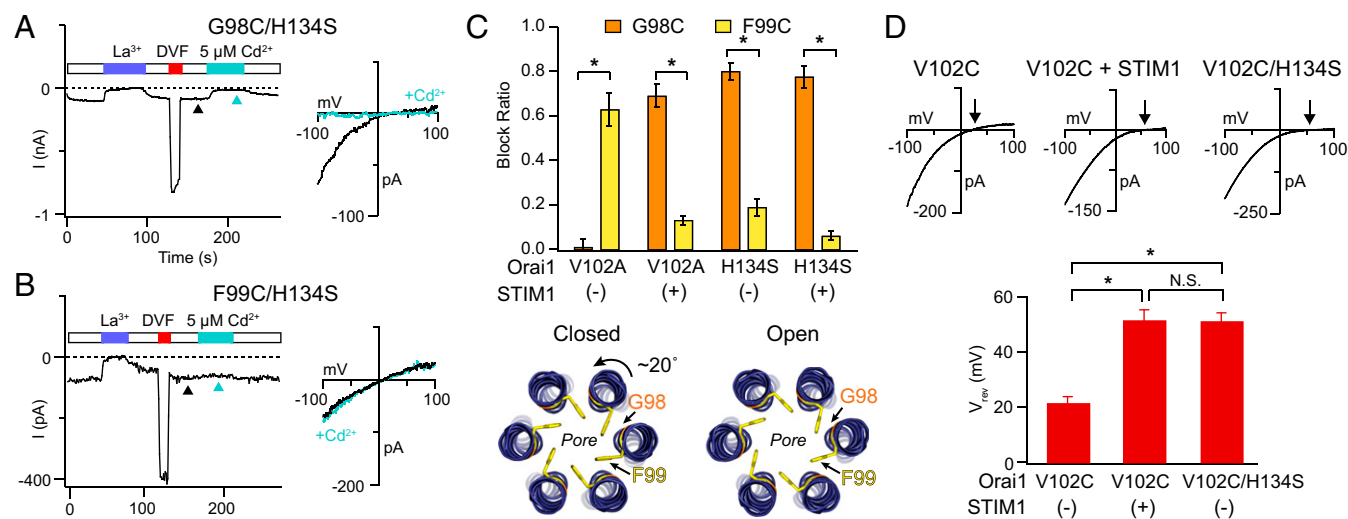 A
G98C/H134S
La³⁺ DVF 5 µM Cd²⁺
0
-1
I (nA)
0 100 200
Time (s)
mV
+Cd²⁺
-100
100
pA
-100
B
F99C/H134S
La³⁺ DVF 5 µM Cd²⁺
0
-400
I (pA)
0 100 200
mV
-100
100
+Cd²⁺
pA
-200
C
G98C F99C
* * * *
0.8
0.6
0.4
0.2
0.0
Block Ratio
Orai1 V102A V102A H134S H134S
STIM1 (-) (+) (-) (+)
Closed
~20°
G98
Pore
F99
Open
G98
Pore
F99
D
V102C V102C + STIM1 V102C/H134S
mV mV mV
-100 100 -100 100 -100 100
pA pA pA
-200 -150 -250
*
* N.S.
60
40
20
0
Vrev (mV)
Orai1 V102C V102C V102C/H134S
STIM1 (-) (+) (-)